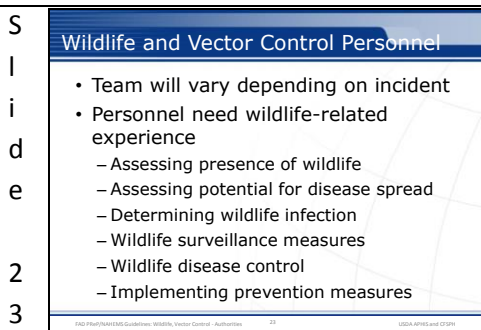 S
l
i
d
e
2
3
Wildlife and Vector Control Personnel
• Team will vary depending on incident
• Personnel need wildlife-related
experience
– Assessing presence of wildlife
– Assessing potential for disease spread
– Determining wildlife infection
– Wildlife surveillance measures
– Wildlife disease control
– Implementing prevention measures
FAD PReP/NAHEMS Guidelines: Wildlife, Vector Control - Authorities 23 USDA APHIS and CFSPH